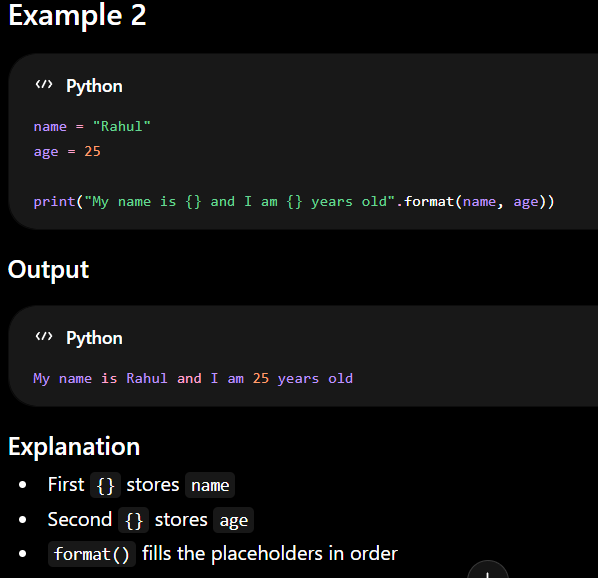 Example 2
Python
name = "Rahul"
age = 25
print("My name is {} and I am {} years old".format(name, age))
Output
Python
My name is Rahul and I am 25 years old
Explanation
• First {} stores name
• Second {} stores age
• format() fills the placeholders in order